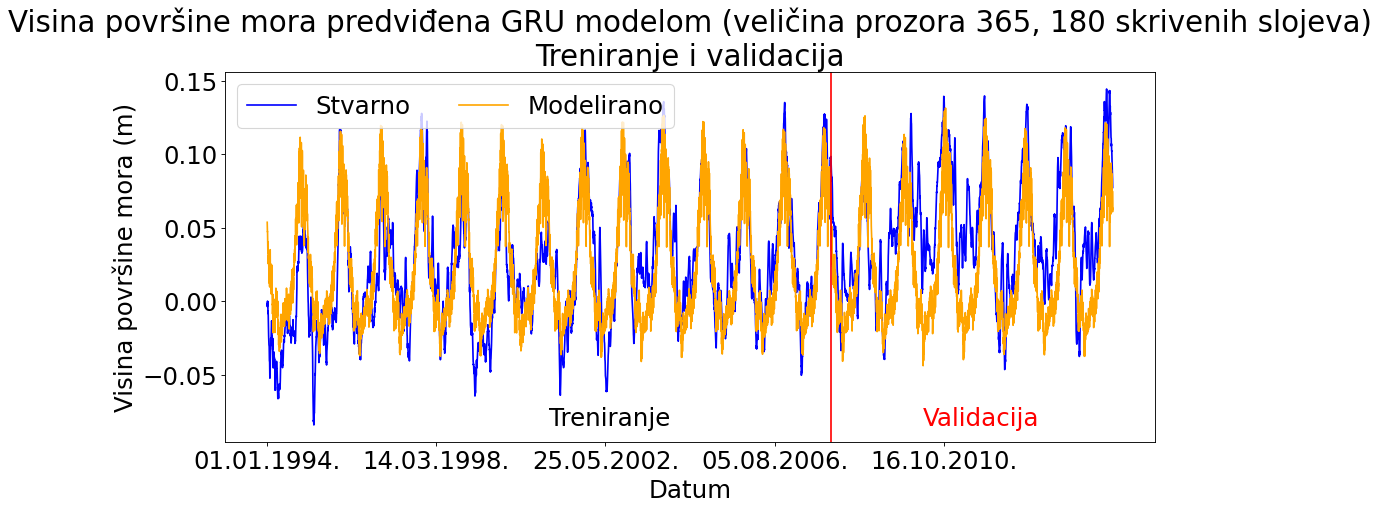 Visina površine mora predviđena GRU modelom (veličina prozora 365, 180 skrivenih slojeva)
Treniranje i validacija
Stvarno Modelirano
Visina površine mora (m)
0.15
0.10
0.05
0.00
−0.05
Treniranje Validacija
01.01.1994. 14.03.1998. 25.05.2002. 05.08.2006. 16.10.2010.
Datum